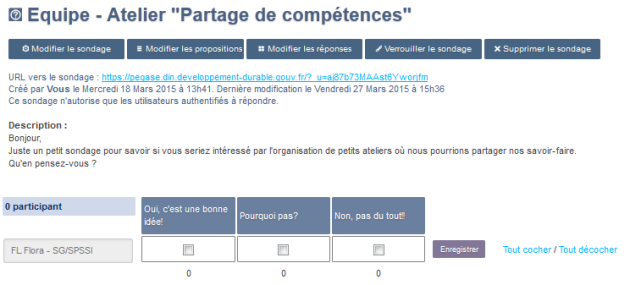 Equipe - Atelier "Partage de compétences"
Modifier le sondage
Modifier les propositions
Modifier les réponses
Verrouiller le sondage
Supprimer le sondage
URL vers le sondage : https://pegase.din.developpement-durable.gouv.fr/?_u=aj87b73MAAst6Yworjfm
Créé par Vous le Mercredi 18 Mars 2015 à 13h41. Dernière modification le Vendredi 27 Mars 2015 à 15h36
Ce sondage n'autorise que les utilisateurs authentifiés à répondre.
Description :
Bonjour,
Juste un petit sondage pour savoir si vous seriez intéressé par l'organisation de petits ateliers où nous pourrions partager nos savoir-faire.
Qu'en pensez-vous ?
0 participant
Oui, c'est une bonne
idée!
Pourquoi pas?
Non, pas du tout!!
FL Flora - SG/SPSSI
Enregistrer
Tout cocher / Tout décocher
0 0 0